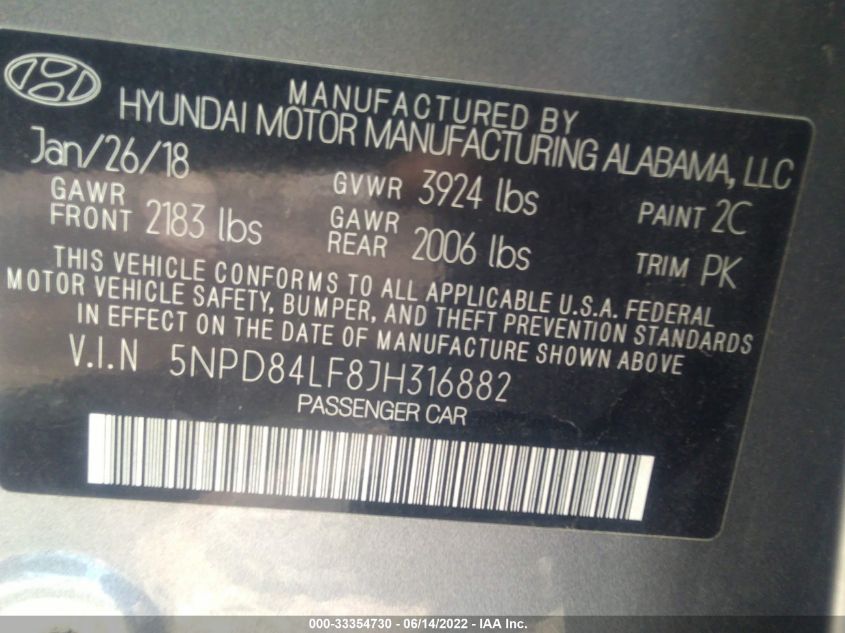 MANUFACTURED BY
HYUNDAI MOTOR MANUFACTURING ALABAMA, LLC
Jan/26/18
GAWR FRONT 2183 lbs
GVWR 3924 lbs
GAWR REAR 2006 lbs
PAINT 2C
TRIM PK
THIS VEHICLE CONFORMS TO ALL APPLICABLE U.S.A. FEDERAL
MOTOR VEHICLE SAFETY, BUMPER, AND THEFT PREVENTION STANDARDS
IN EFFECT ON THE DATE OF MANUFACTURE SHOWN ABOVE
V.I.N 5NPD84LF8JH316882
PASSENGER CAR
000-33354730 - 06/14/2022 - IAA Inc.